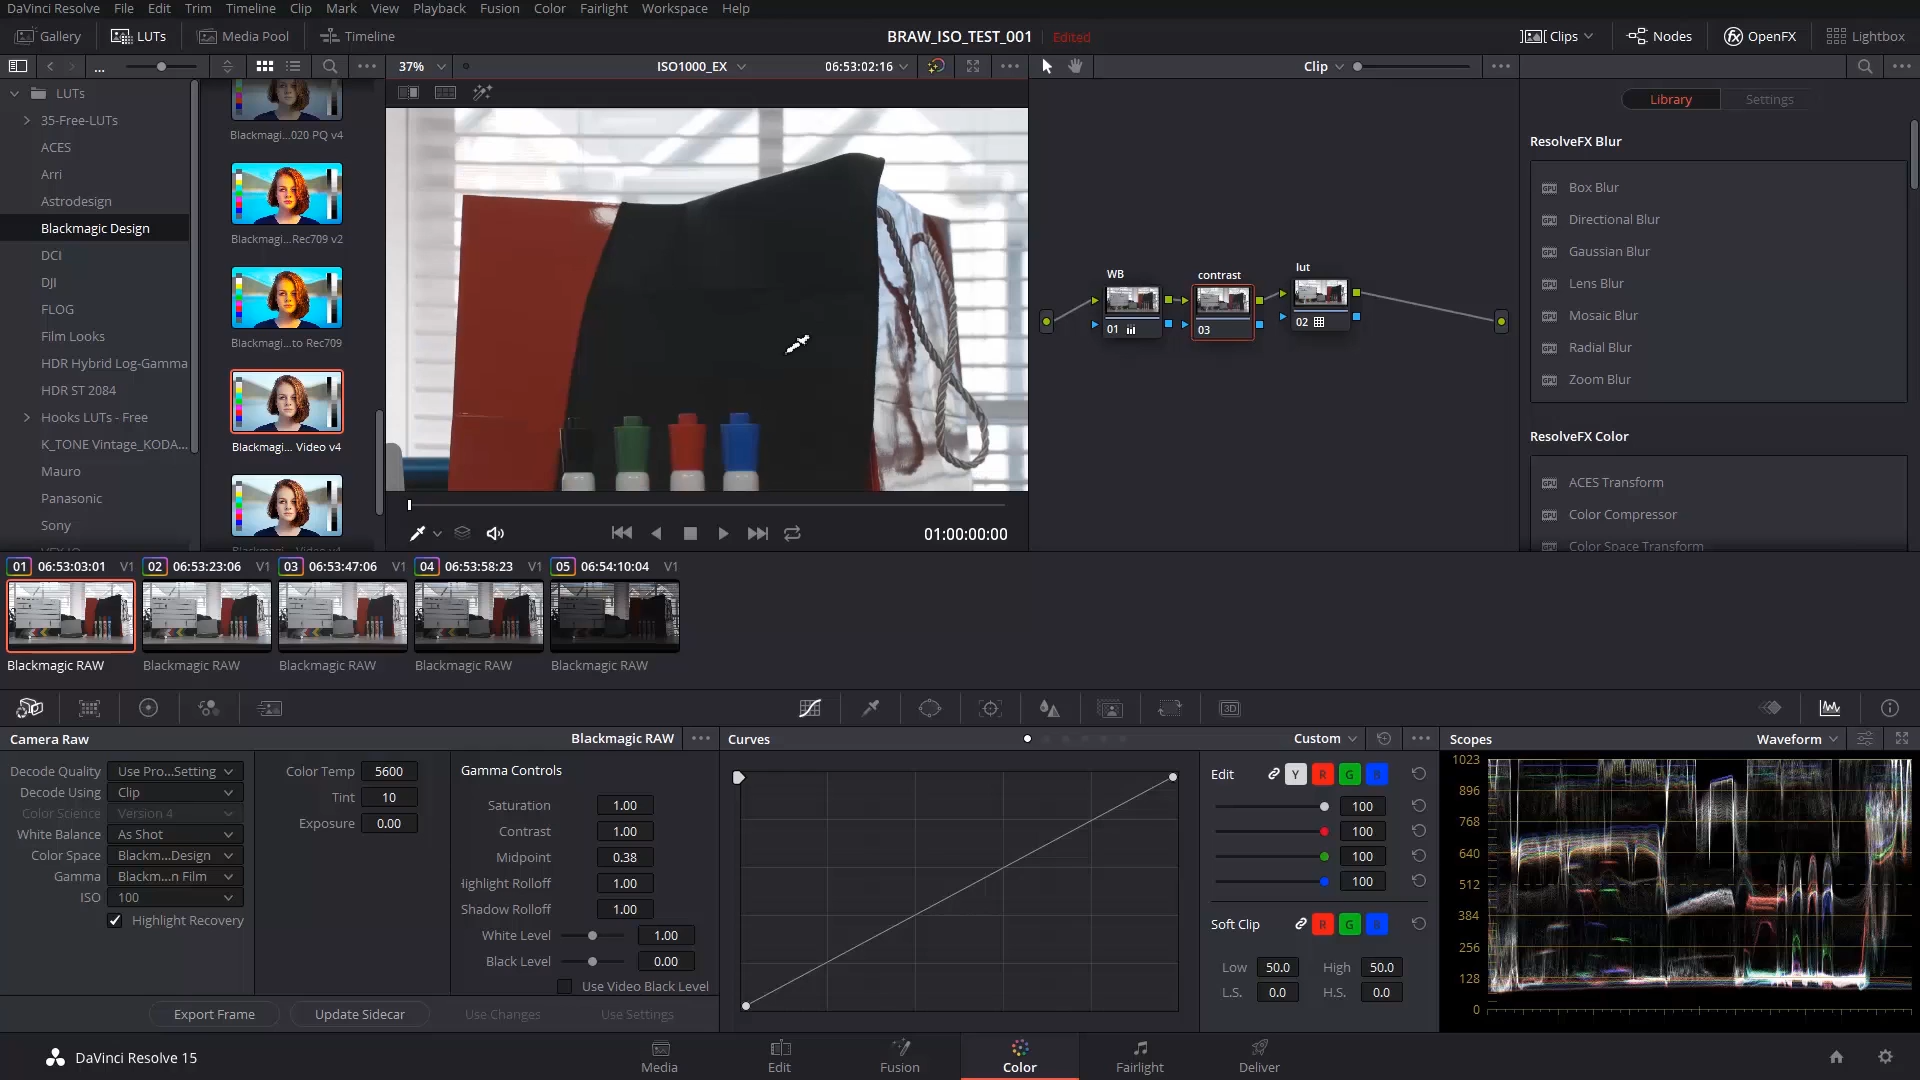 DaVinci Resolve File Edit Trim Timeline Clip Mark View Playback Fusion Color Fairlight Workspace Help
Gallery LUTs Media Pool Timeline BRAW_ISO_TEST_001 Edited Clips Nodes OpenFX Lightbox
37% ISO1000_EX 06:53:02:16 Clip
LUTs
35-Free-LUTs
ACES
Arri
Astrodesign
Blackmagic Design
DCI
DJI
FLOG
Film Looks
HDR Hybrid Log-Gamma
HDR ST 2084
Hooks LUTs - Free
K_TONE Vintage_KODA...
Mauro
Panasonic
Sony
Blackmagi...020 PQ v4
Blackmagi...Rec709 v2
Blackmagi...to Rec709
Blackmagi... Video v4
01:00:00:00
WB
01
contrast
03
lut
02
Library Settings
ResolveFX Blur
Box Blur
Directional Blur
Gaussian Blur
Lens Blur
Mosaic Blur
Radial Blur
Zoom Blur
ResolveFX Color
ACES Transform
Color Compressor
Color Space Transform
01 06:53:03:01 V1 02 06:53:23:06 V1 03 06:53:47:06 V1 04 06:53:58:23 V1 05 06:54:10:04 V1
Blackmagic RAW Blackmagic RAW Blackmagic RAW Blackmagic RAW Blackmagic RAW
3D
Camera Raw Blackmagic RAW
Decode Quality Use Pro...Setting
Decode Using Clip
Color Science Version 4
White Balance As Shot
Color Space Blackm...Design
Gamma Blackm...n Film
ISO 100
Highlight Recovery
Color Temp 5600
Tint 10
Exposure 0.00
Gamma Controls
Saturation 1.00
Contrast 1.00
Midpoint 0.38
Highlight Rolloff 1.00
Shadow Rolloff 1.00
White Level 1.00
Black Level 0.00
Use Video Black Level
Export Frame Update Sidecar Use Changes Use Settings
Curves Custom
Edit Y R G B
100
100
100
100
Soft Clip R G B
Low 50.0 High 50.0
L.S. 0.0 H.S. 0.0
Scopes Waveform
1023
896
768
640
512
384
256
128
0
DaVinci Resolve 15
Media Edit Fusion Color Fairlight Deliver